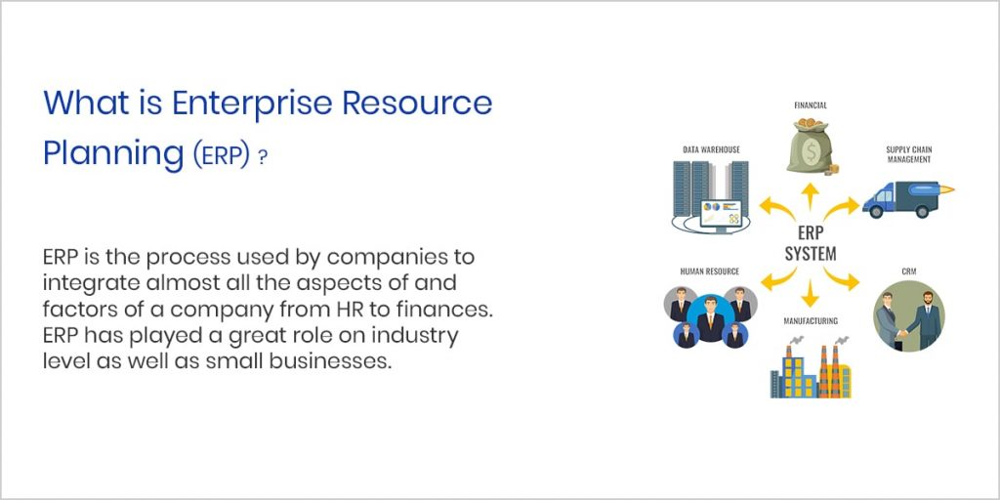 What is Enterprise Resource
Planning (ERP) ?
ERP is the process used by companies to
integrate almost all the aspects of and
factors of a company from HR to finances.
ERP has played a great role on industry
level as well as small businesses.
FINANCIAL
DATA WAREHOUSE
SUPPLY CHAIN
MANAGEMENT
$
ERP
SYSTEM
HUMAN RESOURCE
CRM
MANUFACTURING